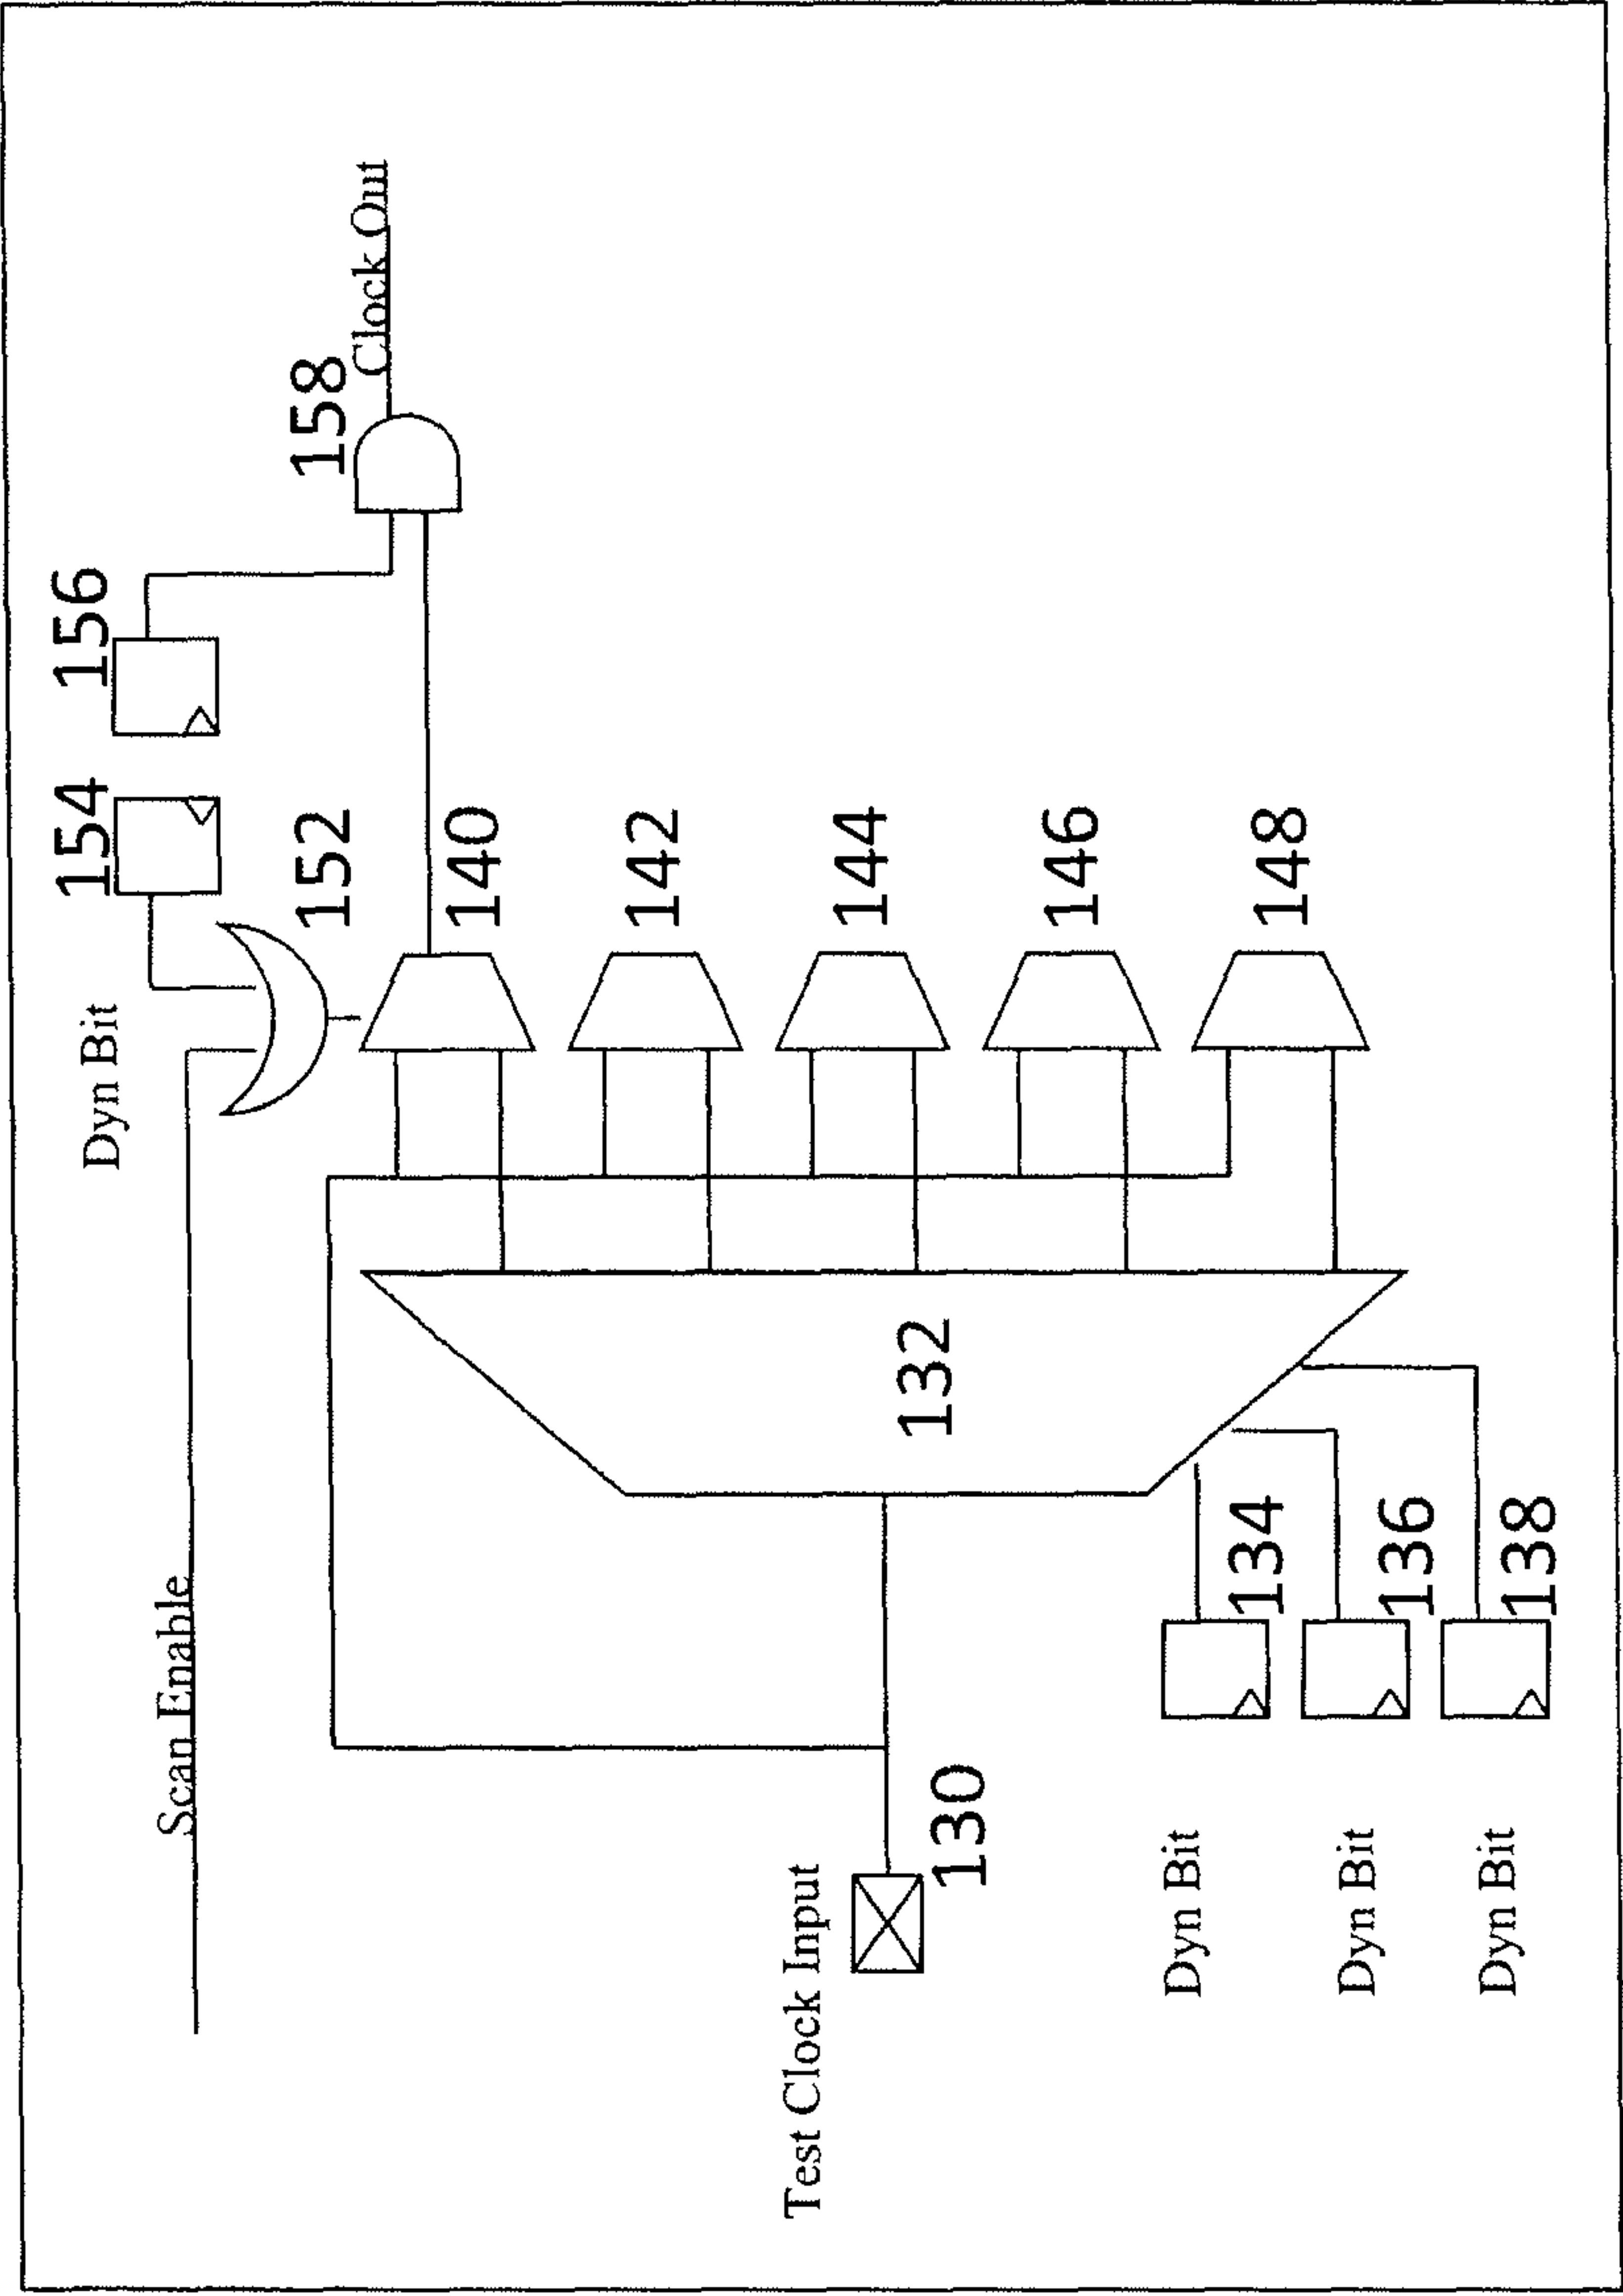 Scan Enable
Dyn Bit
154
156
158
Clock Out
152
140
142
144
146
148
132
Test Clock Input
130
Dyn Bit
134
Dyn Bit
136
Dyn Bit
138